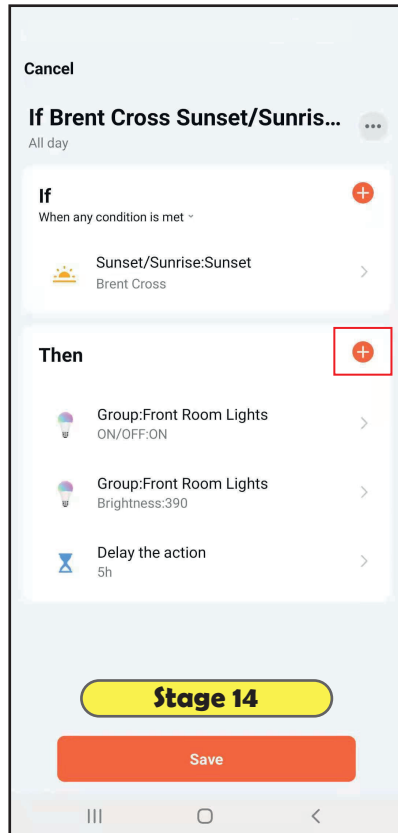 Cancel
If Brent Cross Sunset/Sunris...
All day
If
When any condition is met
Sunset/Sunrise:Sunset
Brent Cross
Then
Group:Front Room Lights
ON/OFF:ON
Group:Front Room Lights
Brightness:390
Delay the action
5h
Stage 14
Save